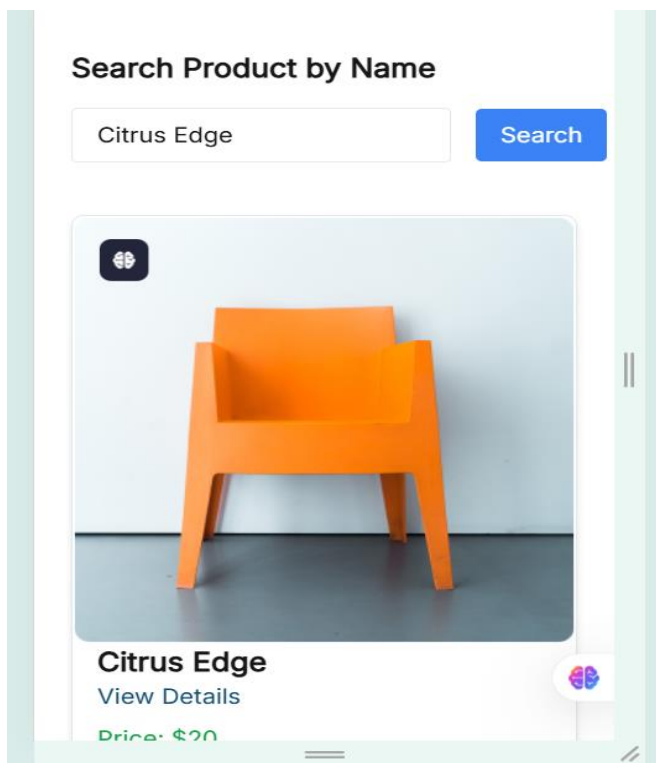 Search Product by Name
Citrus Edge
Search
Citrus Edge
View Details
Price: $20